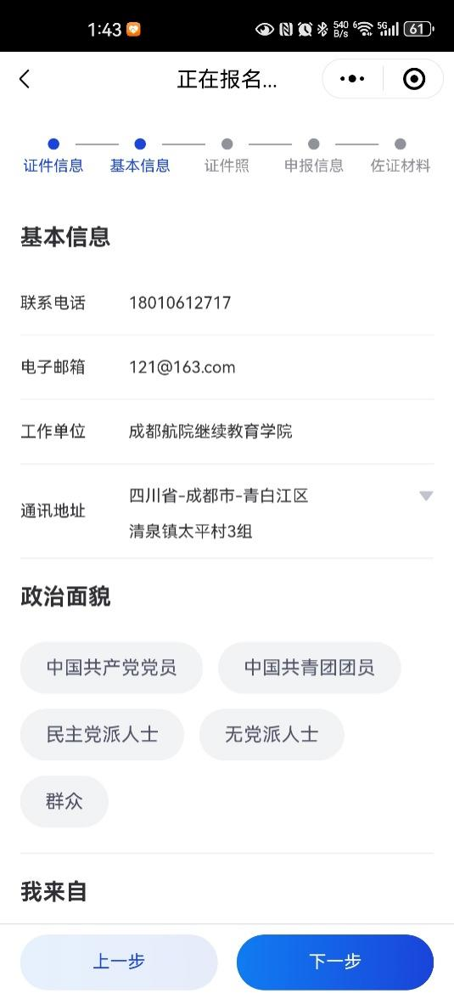 1:43 540 B/s 6 5G 61
正在报名...
证件信息 基本信息 证件照 申报信息 佐证材料
基本信息
联系电话 18010612717
电子邮箱 121@163.com
工作单位 成都航院继续教育学院
通讯地址 四川省-成都市-青白江区
清泉镇太平村3组
政治面貌
中国共产党党员 中国共青团团员
民主党派人士 无党派人士
群众
我来自
上一步 下一步